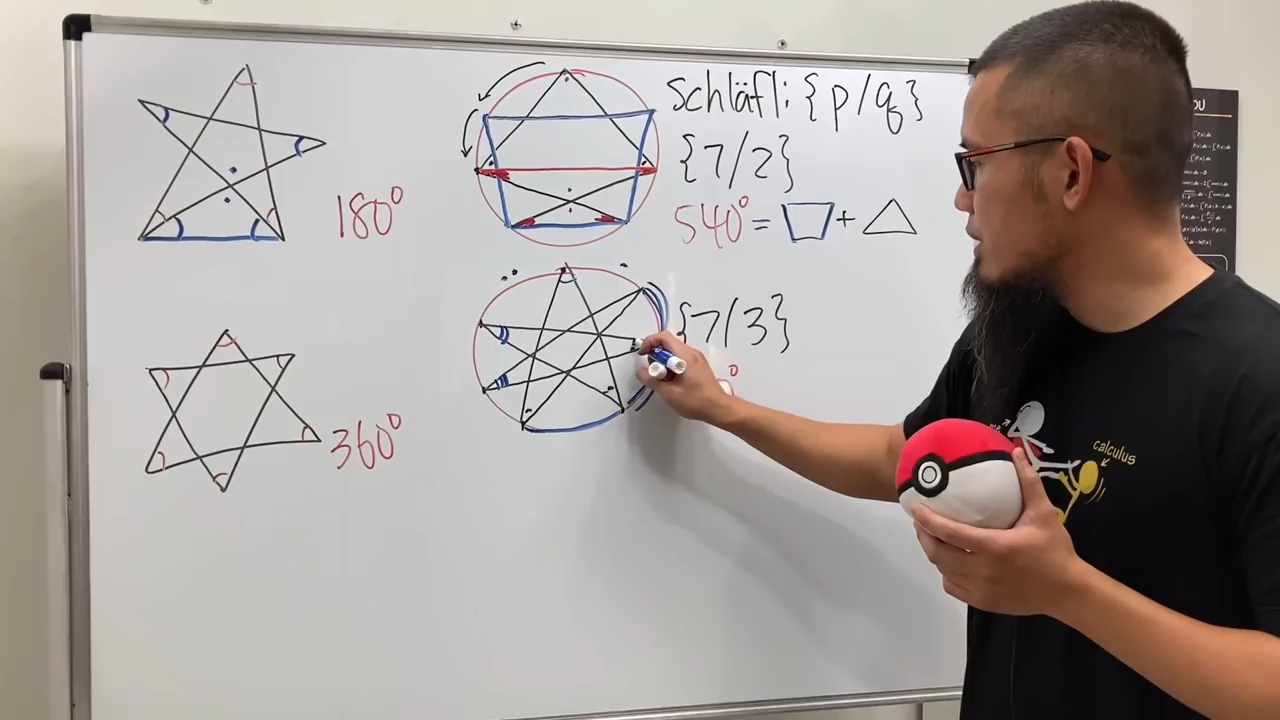 180°
360°
Schläfli: {p/q}
{7/2}
540° = +
{7/3}
calculus